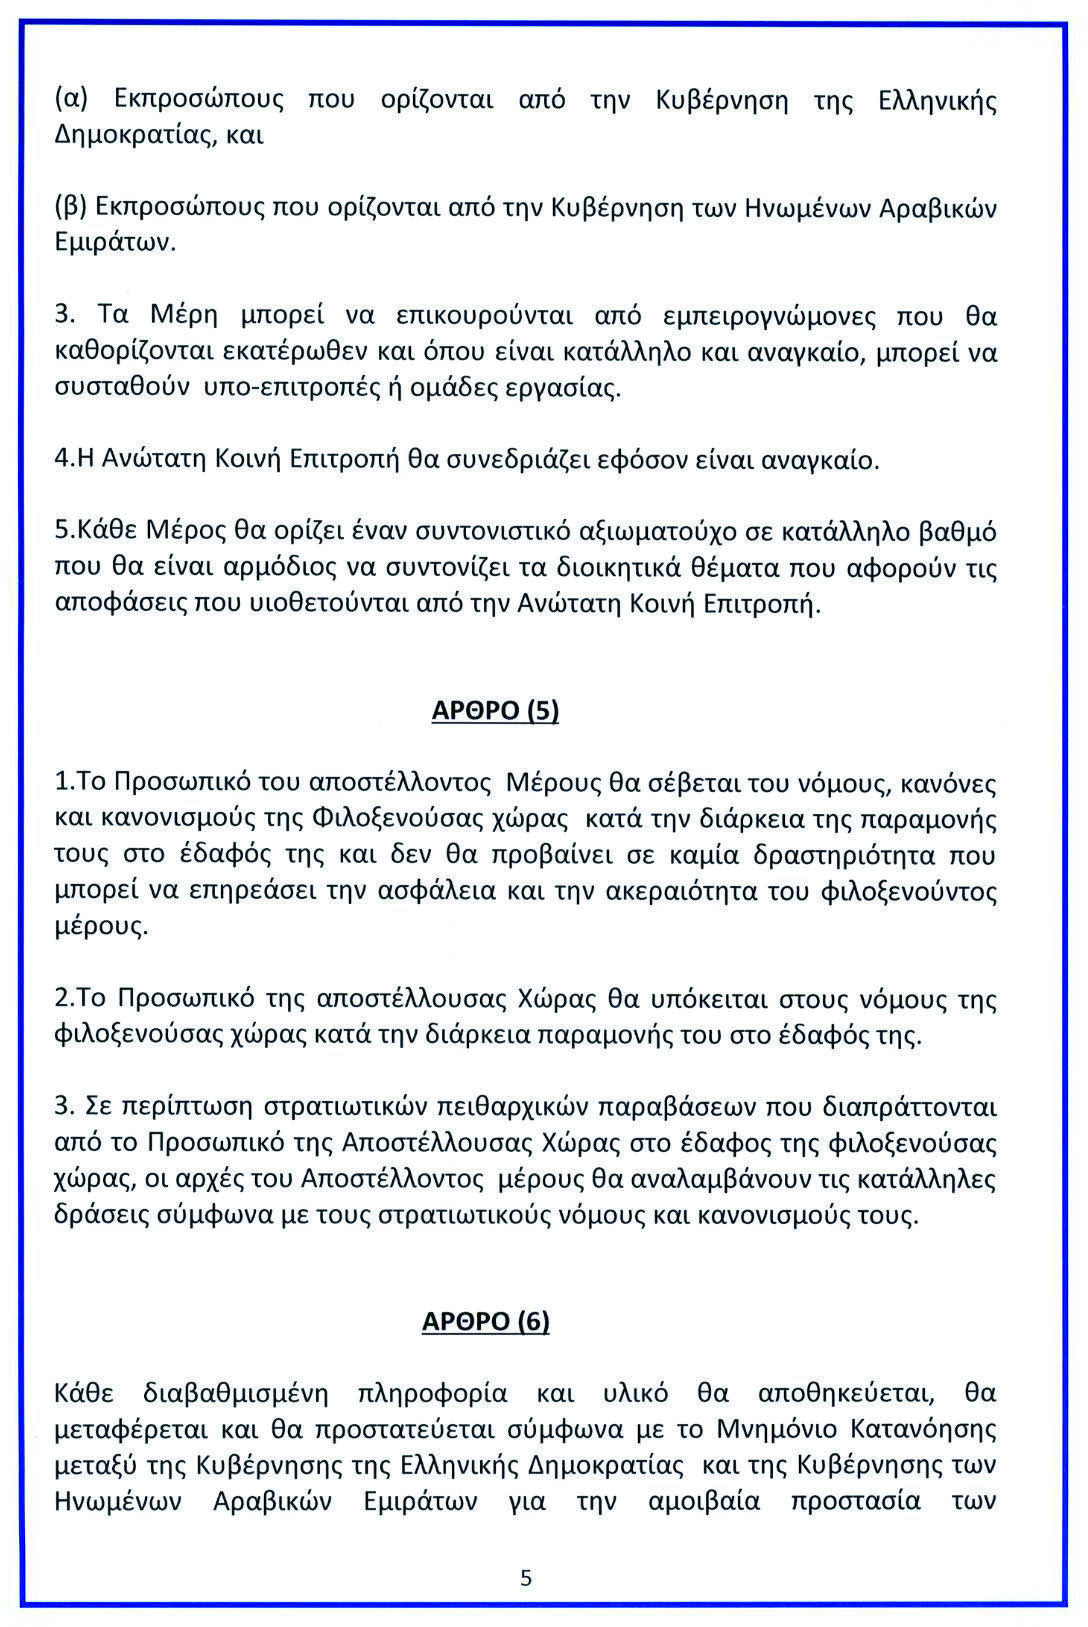 (α) Εκπροσώπους που ορίζονται από την Κυβέρνηση της Ελληνικής
Δημοκρατίας, και
(β) Εκπροσώπους που ορίζονται από την Κυβέρνηση των Ηνωμένων Αραβικών
Εμιράτων.
3. Τα Μέρη μπορεί να επικουρούνται από εμπειρογνώμονες που θα
καθορίζονται εκατέρωθεν και όπου είναι κατάλληλο και αναγκαίο, μπορεί να
συσταθούν υπο-επιτροπές ή ομάδες εργασίας.
4.Η Ανώτατη Κοινή Επιτροπή θα συνεδριάζει εφόσον είναι αναγκαίο.
5.Κάθε Μέρος θα ορίζει έναν συντονιστικό αξιωματούχο σε κατάλληλο βαθμό
που θα είναι αρμόδιος να συντονίζει τα διοικητικά θέματα που αφορούν τις
αποφάσεις που υιοθετούνται από την Ανώτατη Κοινή Επιτροπή.
ΑΡΘΡΟ (5)
1.Το Προσωπικό του αποστέλλοντος Μέρους θα σέβεται του νόμους, κανόνες
και κανονισμούς της Φιλοξενούσας χώρας κατά την διάρκεια της παραμονής
τους στο έδαφός της και δεν θα προβαίνει σε καμία δραστηριότητα που
μπορεί να επηρεάσει την ασφάλεια και την ακεραιότητα του φιλοξενούντος
μέρους.
2.Το Προσωπικό της αποστέλλουσας Χώρας θα υπόκειται στους νόμους της
φιλοξενούσας χώρας κατά την διάρκεια παραμονής του στο έδαφός της.
3. Σε περίπτωση στρατιωτικών πειθαρχικών παραβάσεων που διαπράττονται
από το Προσωπικό της Αποστέλλουσας Χώρας στο έδαφος της φιλοξενούσας
χώρας, οι αρχές του Αποστέλλοντος μέρους θα αναλαμβάνουν τις κατάλληλες
δράσεις σύμφωνα με τους στρατιωτικούς νόμους και κανονισμούς τους.
ΑΡΘΡΟ (6)
Κάθε διαβαθμισμένη πληροφορία και υλικό θα αποθηκεύεται, θα
μεταφέρεται και θα προστατεύεται σύμφωνα με το Μνημόνιο Κατανόησης
μεταξύ της Κυβέρνησης της Ελληνικής Δημοκρατίας και της Κυβέρνησης των
Ηνωμένων Αραβικών Εμιράτων για την αμοιβαία προστασία των
5